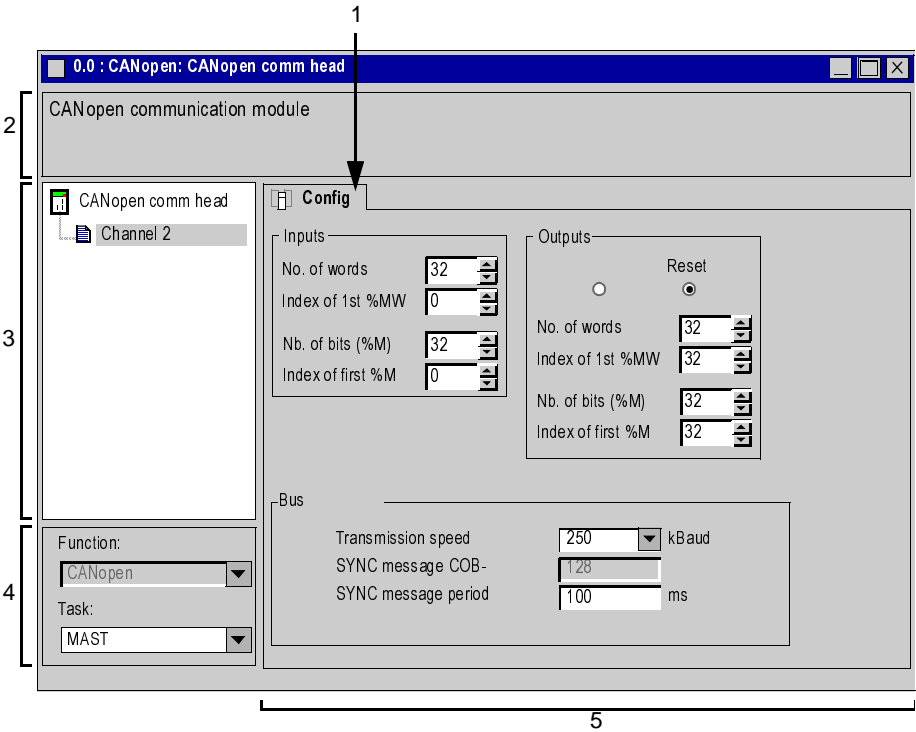 1
0.0 : CANopen: CANopen comm head
2
CANopen communication module
3
CANopen comm head
Channel 2
Config
Inputs
No. of words 32
Index of 1st %MW 0
Nb. of bits (%M) 32
Index of first %M 0
Outputs
Reset
No. of words 32
Index of 1st %MW 32
Nb. of bits (%M) 32
Index of first %M 32
Bus
Transmission speed 250 kBaud
SYNC message COB- 128
SYNC message period 100 ms
4
Function:
CANopen
Task:
MAST
5